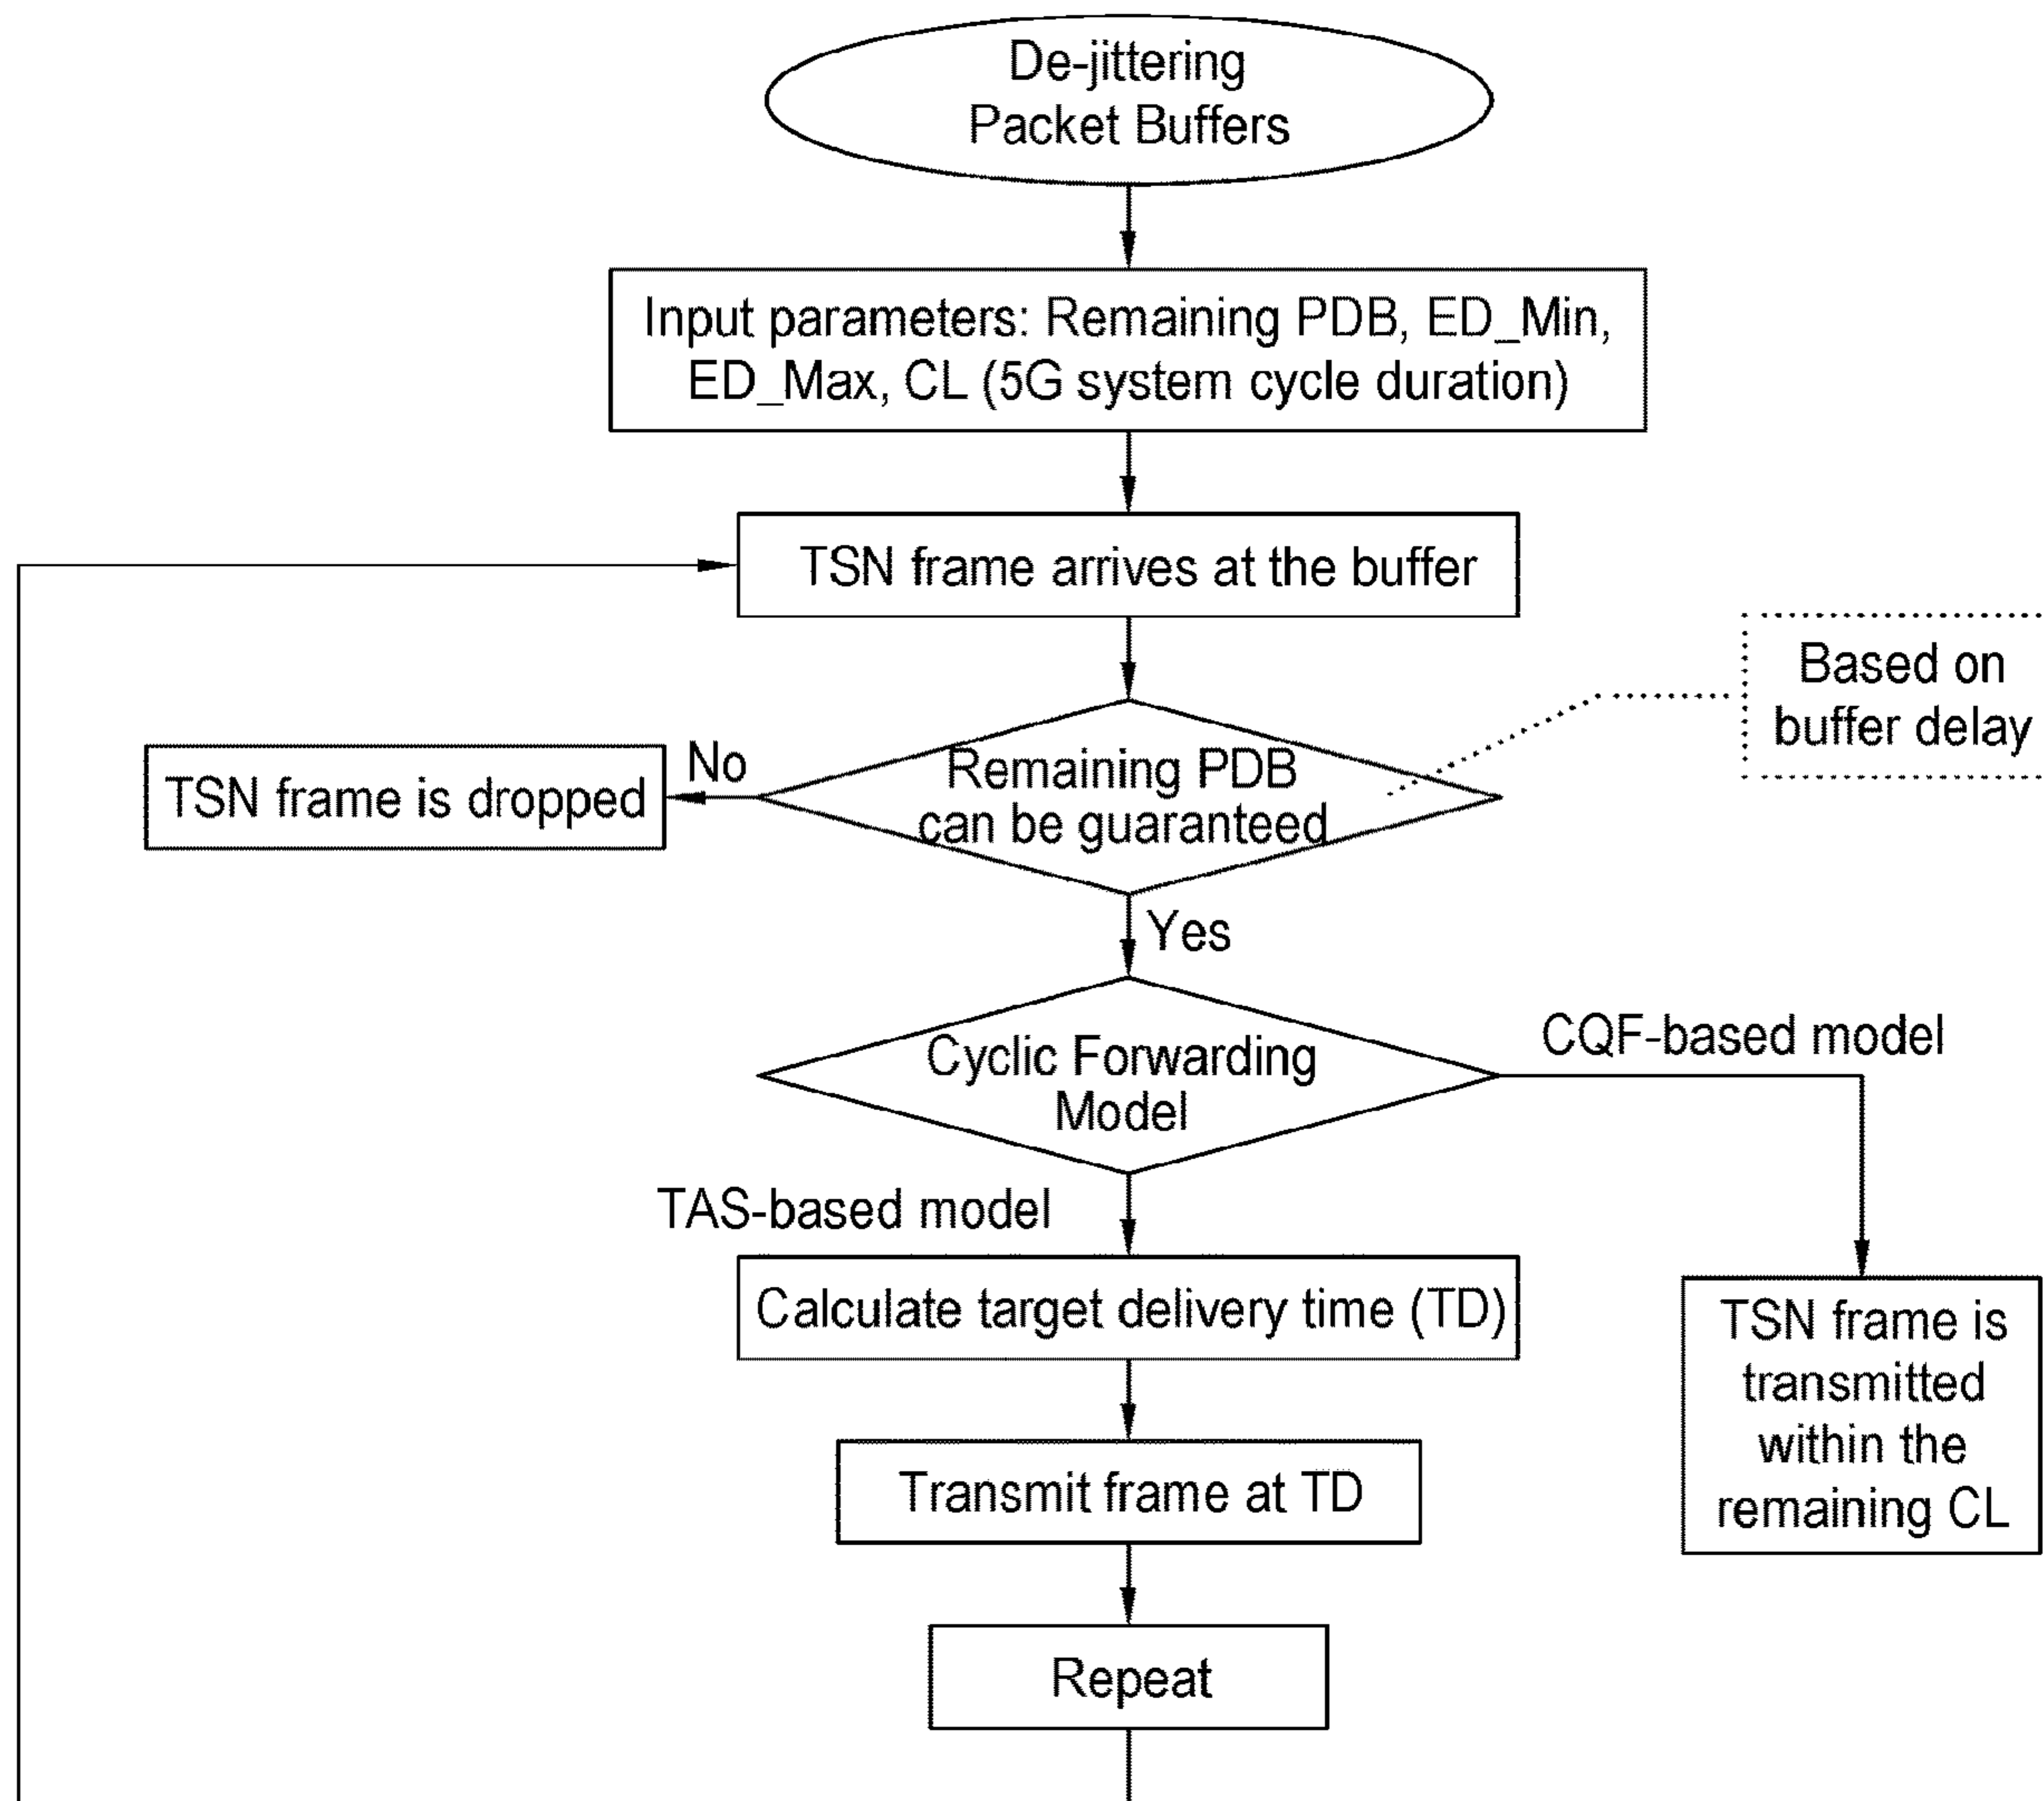 De-jittering
Packet Buffers
Input parameters: Remaining PDB, ED_Min,
ED_Max, CL (5G system cycle duration)
TSN frame arrives at the buffer
Based on
buffer delay
Remaining PDB
can be guaranteed
No
TSN frame is dropped
Yes
Cyclic Forwarding
Model
CQF-based model
TAS-based model
Calculate target delivery time (TD)
TSN frame is
transmitted
within the
remaining CL
Transmit frame at TD
Repeat